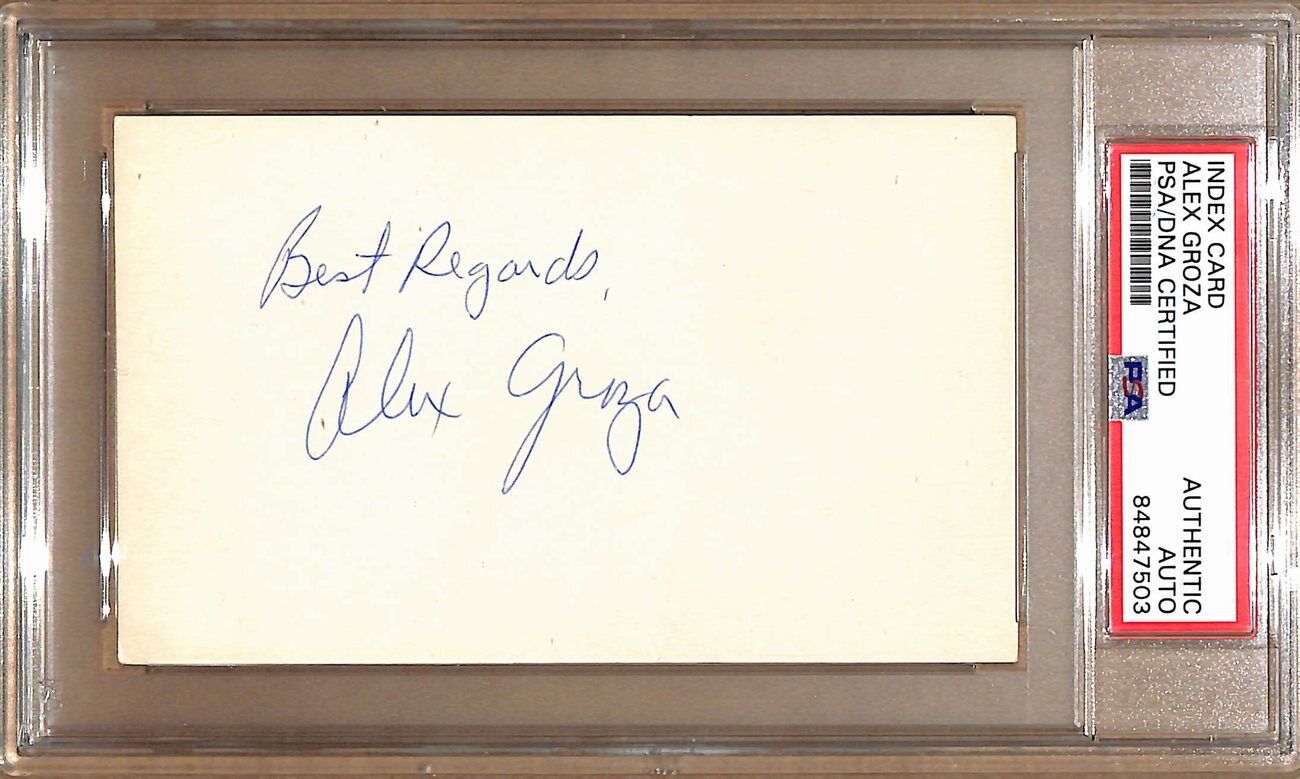 Best Regards,
Alex Groza
INDEX CARD
ALEX GROZA
PSA/DNA CERTIFIED
PSA
AUTHENTIC
AUTO
84847503